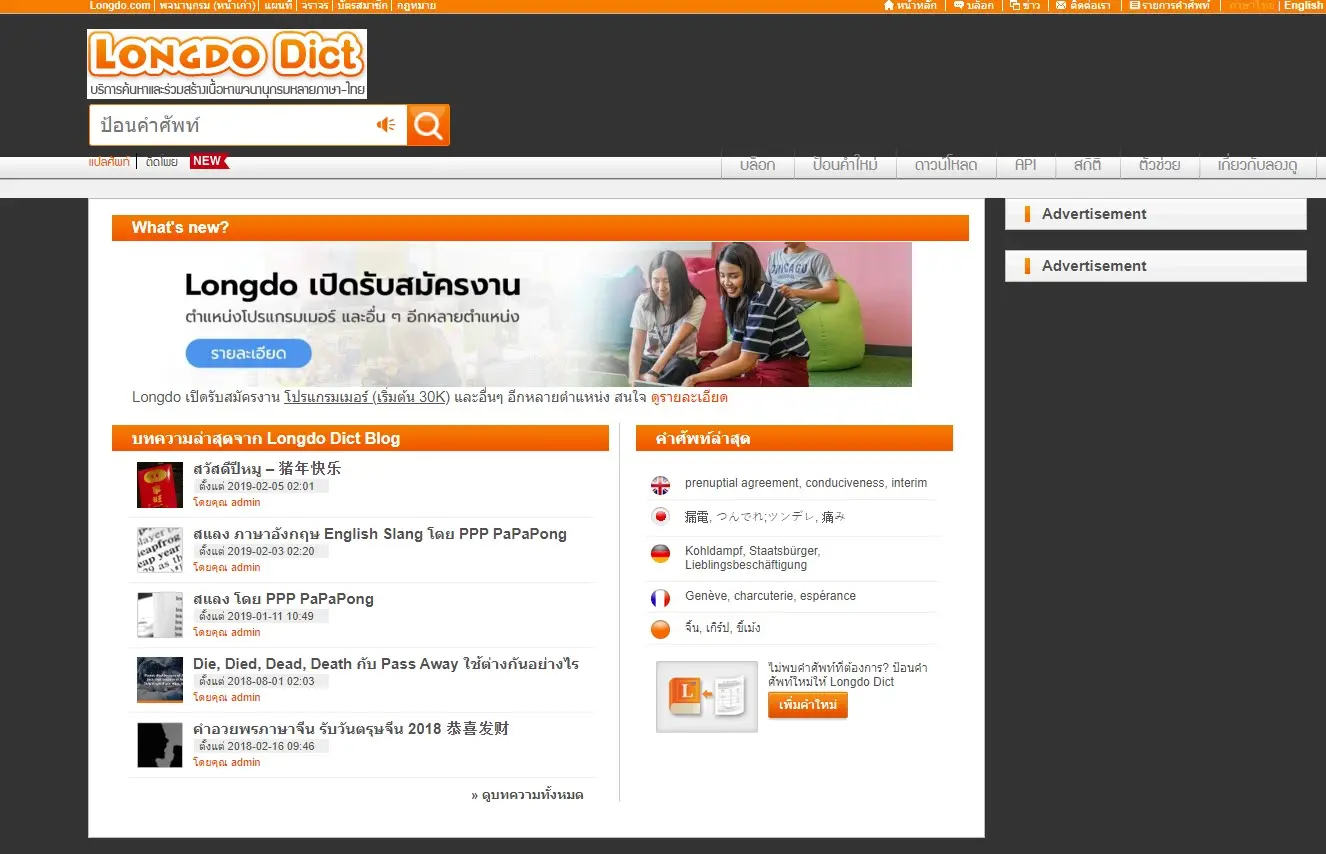 Longdo.com | พจนานุกรม (หน้าเก่า) | แผนที่ | จราจร | บัตรสมาชิก | กฎหมาย
หน้าหลัก | บล็อก | ข่าว | ติดต่อเรา | รายการคำศัพท์ | ภาษาไทย | English
LONGDO Dict
บริการค้นหาและร่วมสร้างเนื้อหาพจนานุกรมหลายภาษา-ไทย
ป้อนคำศัพท์
แปลศัพท์ | ตัดโพย NEW
บล็อก
ป้อนคำใหม่
ดาวน์โหลด
API
สถิติ
ตัวช่วย
เกี่ยวกับลองดู
What's new?
Longdo เปิดรับสมัครงาน
ตำแหน่งโปรแกรมเมอร์ และอื่น ๆ อีกหลายตำแหน่ง
รายละเอียด
CHICAGO
Longdo เปิดรับสมัครงาน โปรแกรมเมอร์ (เริ่มต้น 30K) และอื่นๆ อีกหลายตำแหน่ง สนใจ ดูรายละเอียด
Advertisement
Advertisement
บทความล่าสุดจาก Longdo Dict Blog
สวัสดีปีหมู – 猪年快乐
ตั้งแต่ 2019-02-05 02:01
โดยคุณ admin
สแลง ภาษาอังกฤษ English Slang โดย PPP PaPaPong
ตั้งแต่ 2019-02-03 02:20
โดยคุณ admin
สแลง โดย PPP PaPaPong
ตั้งแต่ 2019-01-11 10:49
โดยคุณ admin
Die, Died, Dead, Death กับ Pass Away ใช้ต่างกันอย่างไร
ตั้งแต่ 2018-08-01 02:03
โดยคุณ admin
คำอวยพรภาษาจีน รับวันตรุษจีน 2018 恭喜发财
ตั้งแต่ 2018-02-16 09:46
โดยคุณ admin
» ดูบทความทั้งหมด
คำศัพท์ล่าสุด
prenuptial agreement, conduciveness, interim
漏電, つんでれ;ツンデレ, 痛み
Kohldampf, Staatsbürger,
Lieblingsbeschäftigung
Genève, charcuterie, espérance
จิ้น, เกิร์ป, ขี้เม้ง
ไม่พบคำศัพท์ที่ต้องการ? ป้อนคำ
ศัพท์ใหม่ให้ Longdo Dict
เพิ่มคำใหม่